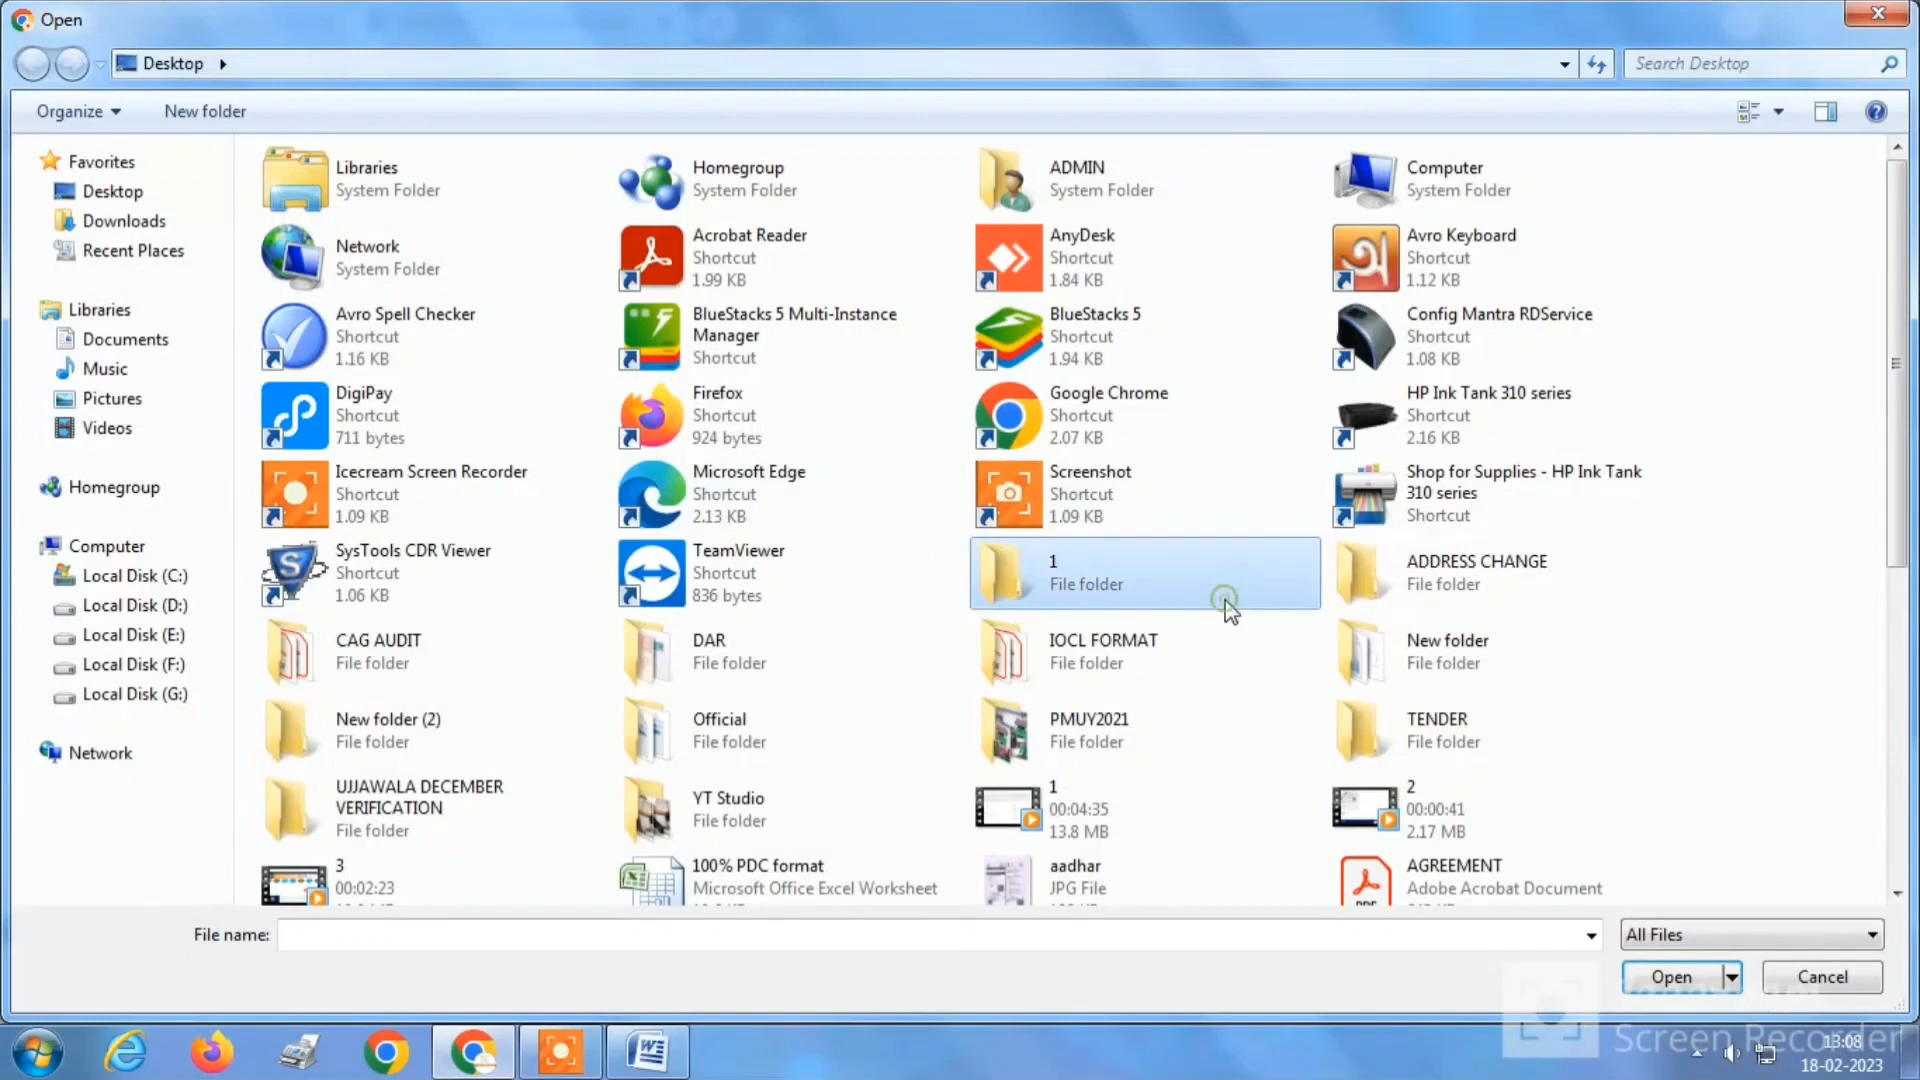 Open
Desktop
Search Desktop
Organize
New folder
Favorites
Desktop
Downloads
Recent Places
Libraries
Documents
Music
Pictures
Videos
Homegroup
Computer
Local Disk (C:)
Local Disk (D:)
Local Disk (E:)
Local Disk (F:)
Local Disk (G:)
Network
Libraries
System Folder
Homegroup
System Folder
ADMIN
System Folder
Computer
System Folder
Network
System Folder
Acrobat Reader
Shortcut
1.99 KB
AnyDesk
Shortcut
1.84 KB
Avro Keyboard
Shortcut
1.12 KB
Avro Spell Checker
Shortcut
1.16 KB
BlueStacks 5 Multi-Instance
Manager
Shortcut
BlueStacks 5
Shortcut
1.94 KB
Config Mantra RDService
Shortcut
1.08 KB
DigiPay
Shortcut
711 bytes
Firefox
Shortcut
924 bytes
Google Chrome
Shortcut
2.07 KB
HP Ink Tank 310 series
Shortcut
2.16 KB
Icecream Screen Recorder
Shortcut
1.09 KB
Microsoft Edge
Shortcut
2.13 KB
Screenshot
Shortcut
1.09 KB
Shop for Supplies - HP Ink Tank
310 series
Shortcut
SysTools CDR Viewer
Shortcut
1.06 KB
TeamViewer
Shortcut
836 bytes
1
File folder
ADDRESS CHANGE
File folder
CAG AUDIT
File folder
DAR
File folder
IOCL FORMAT
File folder
New folder
File folder
New folder (2)
File folder
Official
File folder
PMUY2021
File folder
TENDER
File folder
UJJAWALA DECEMBER
VERIFICATION
File folder
YT Studio
File folder
1
00:04:35
13.8 MB
2
00:00:41
2.17 MB
3
00:02:23
100% PDC format
Microsoft Office Excel Worksheet
aadhar
JPG File
AGREEMENT
Adobe Acrobat Document
File name:
All Files
Open
Cancel
Screen Recorder
13:08
18-02-2023